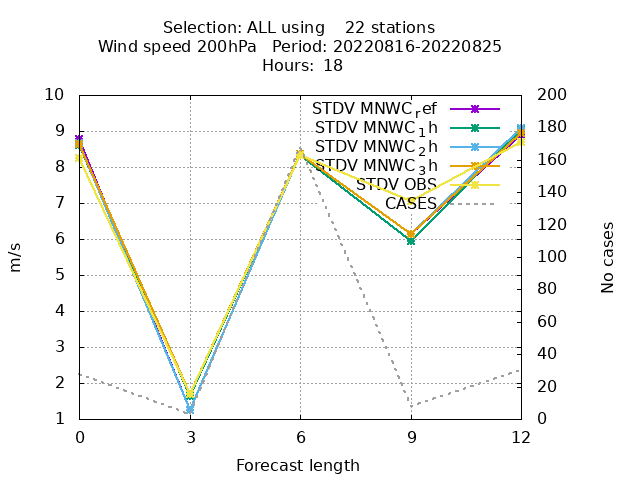 Selection: ALL using    22 stations
Wind speed 200hPa   Period: 20220816-20220825
Hours: 18
STDV MNWC_ref
STDV MNWC_1h
STDV MNWC_2h
STDV MNWC_3h
STDV OBS
CASES
10
9
8
7
6
5
4
3
2
1
m/s
200
180
160
140
120
100
80
60
40
20
0
No cases
0
3
6
9
12
Forecast length